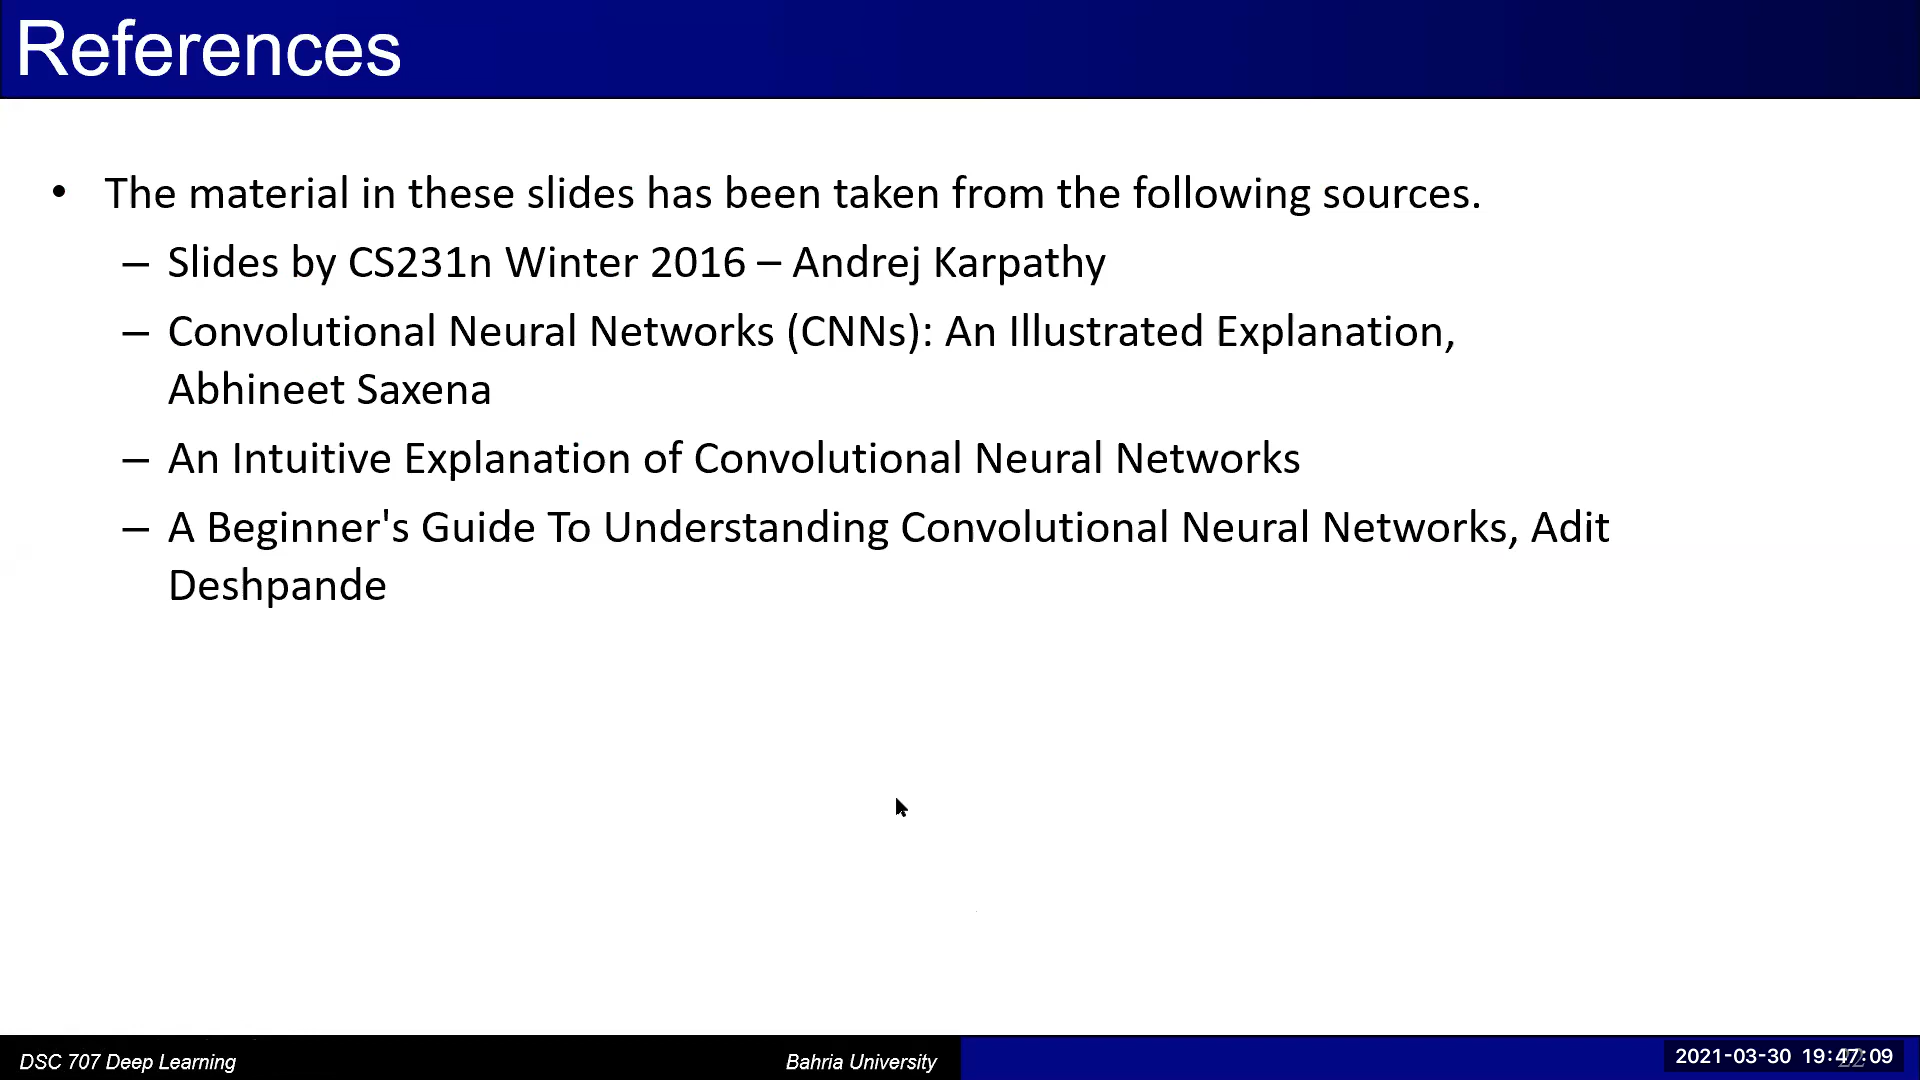 References
• The material in these slides has been taken from the following sources.
– Slides by CS231n Winter 2016 – Andrej Karpathy
– Convolutional Neural Networks (CNNs): An Illustrated Explanation,
Abhineet Saxena
– An Intuitive Explanation of Convolutional Neural Networks
– A Beginner's Guide To Understanding Convolutional Neural Networks, Adit
Deshpande
DSC 707 Deep Learning
Bahria University
2021-03-30 19:47:09
22